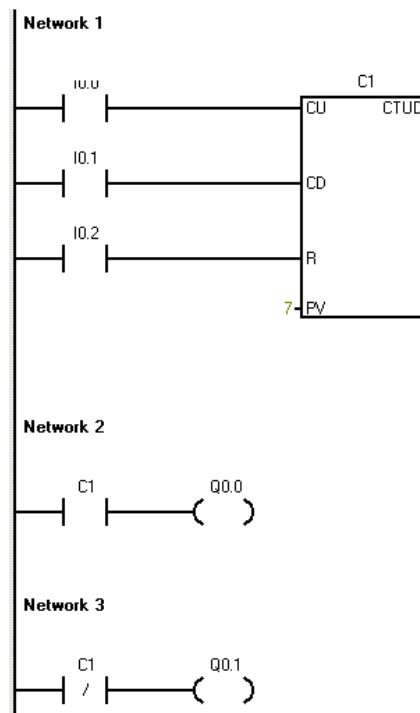 Network 1
I0.0
C1
CU CTUD
I0.1
CD
I0.2
R
7 PV
Network 2
C1 Q0.0
Network 3
C1 Q0.1
/